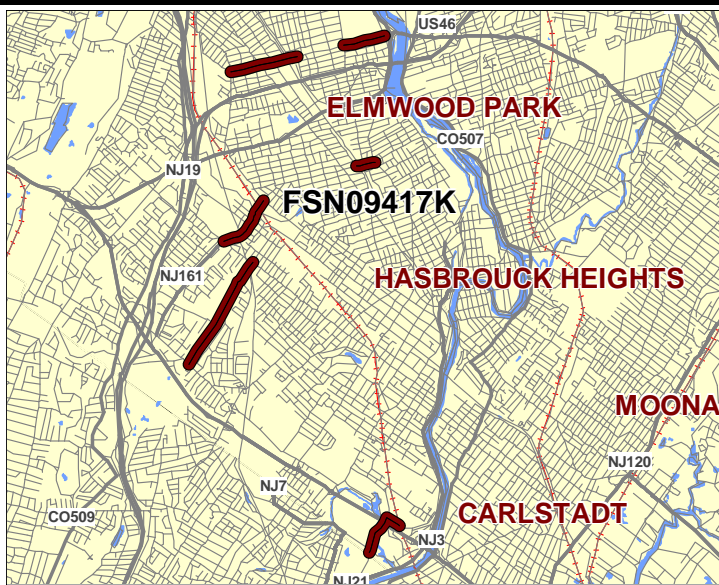 US46
ELMWOOD PARK
CO507
NJ19
FSN09417K
NJ161
HASBROUCK HEIGHTS
MOONA
NJ120
NJ7
CARLSTADT
CO509
NJ3
NJ21